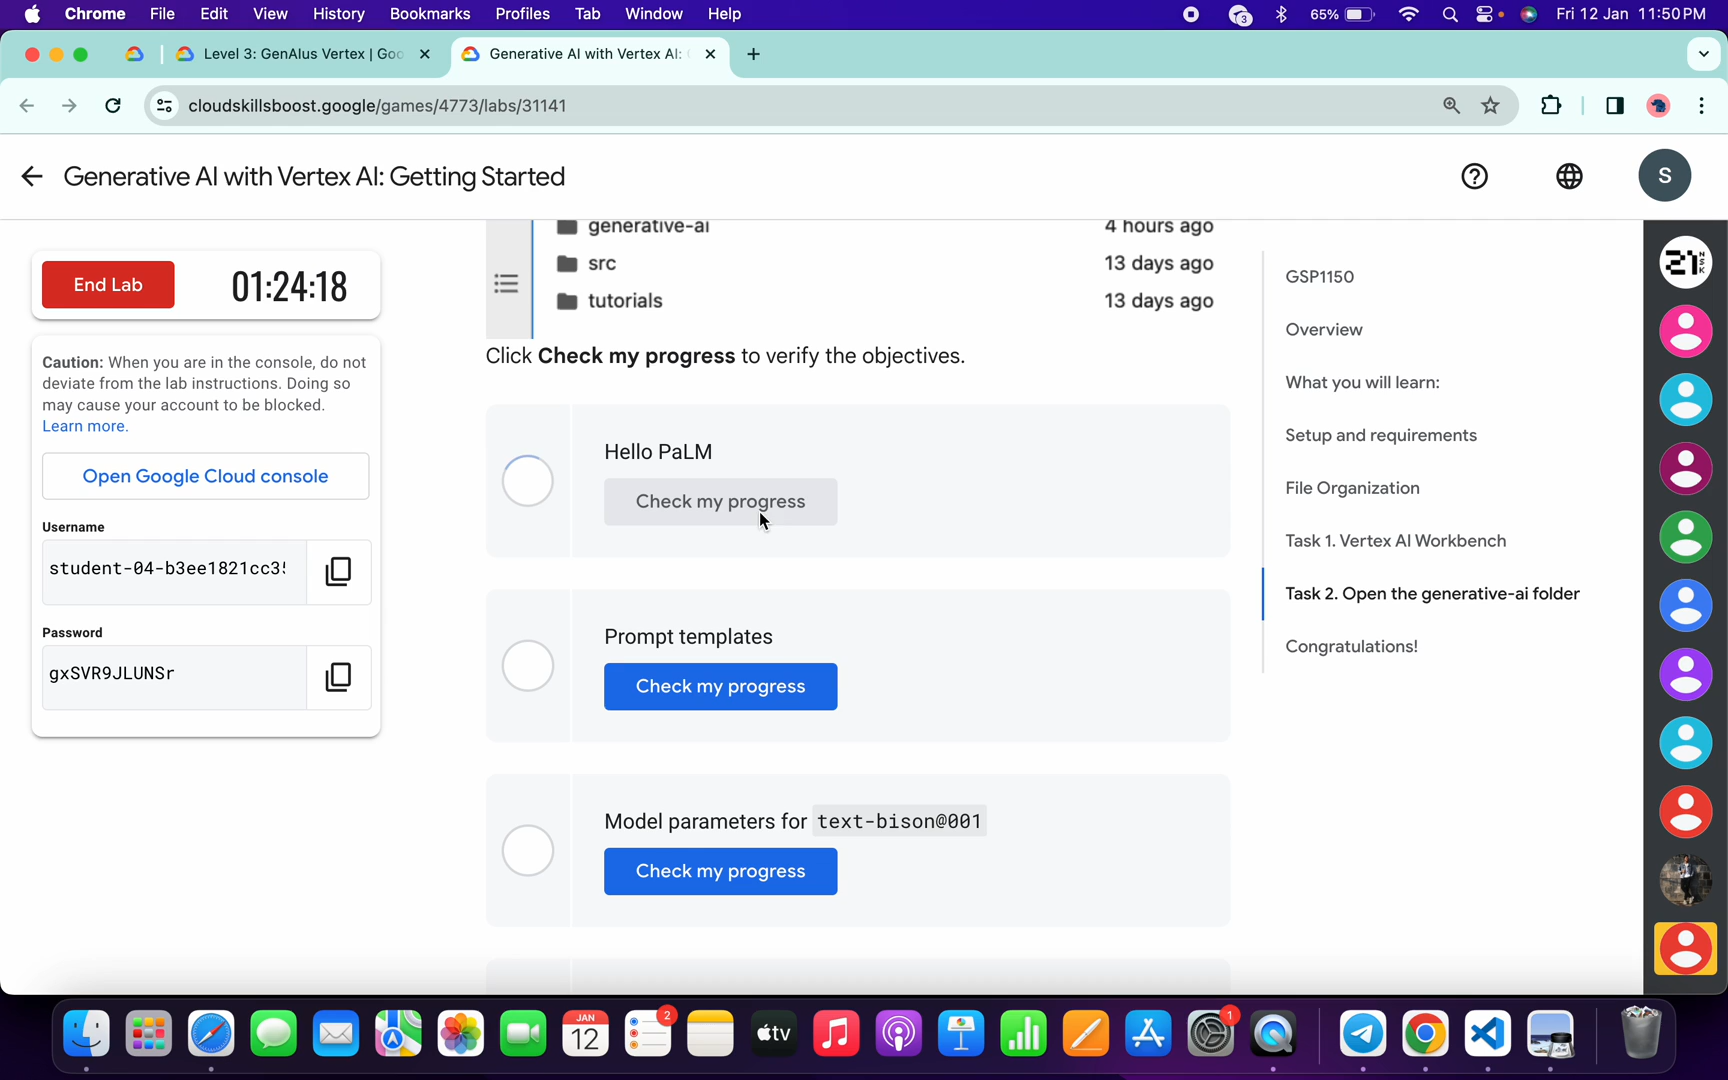 Chrome File Edit View History Bookmarks Profiles Tab Window Help 3 65% Fri 12 Jan 11:50 PM
Level 3: GenAIus Vertex | Goo
Generative AI with Vertex AI:
cloudskillsboost.google/games/4773/labs/31141
Generative AI with Vertex AI: Getting Started
S
End Lab
01:24:18
Caution: When you are in the console, do not
deviate from the lab instructions. Doing so
may cause your account to be blocked.
Learn more.
Open Google Cloud console
Username
student-04-b3ee1821cc3
Password
gxSVR9JLUNSr
generative-ai 4 hours ago
src 13 days ago
tutorials 13 days ago
Click Check my progress to verify the objectives.
Hello PaLM
Check my progress
Prompt templates
Check my progress
Model parameters for text-bison@001
Check my progress
GSP1150
Overview
What you will learn:
Setup and requirements
File Organization
Task 1. Vertex AI Workbench
Task 2. Open the generative-ai folder
Congratulations!
JAN
12
2
tv
1